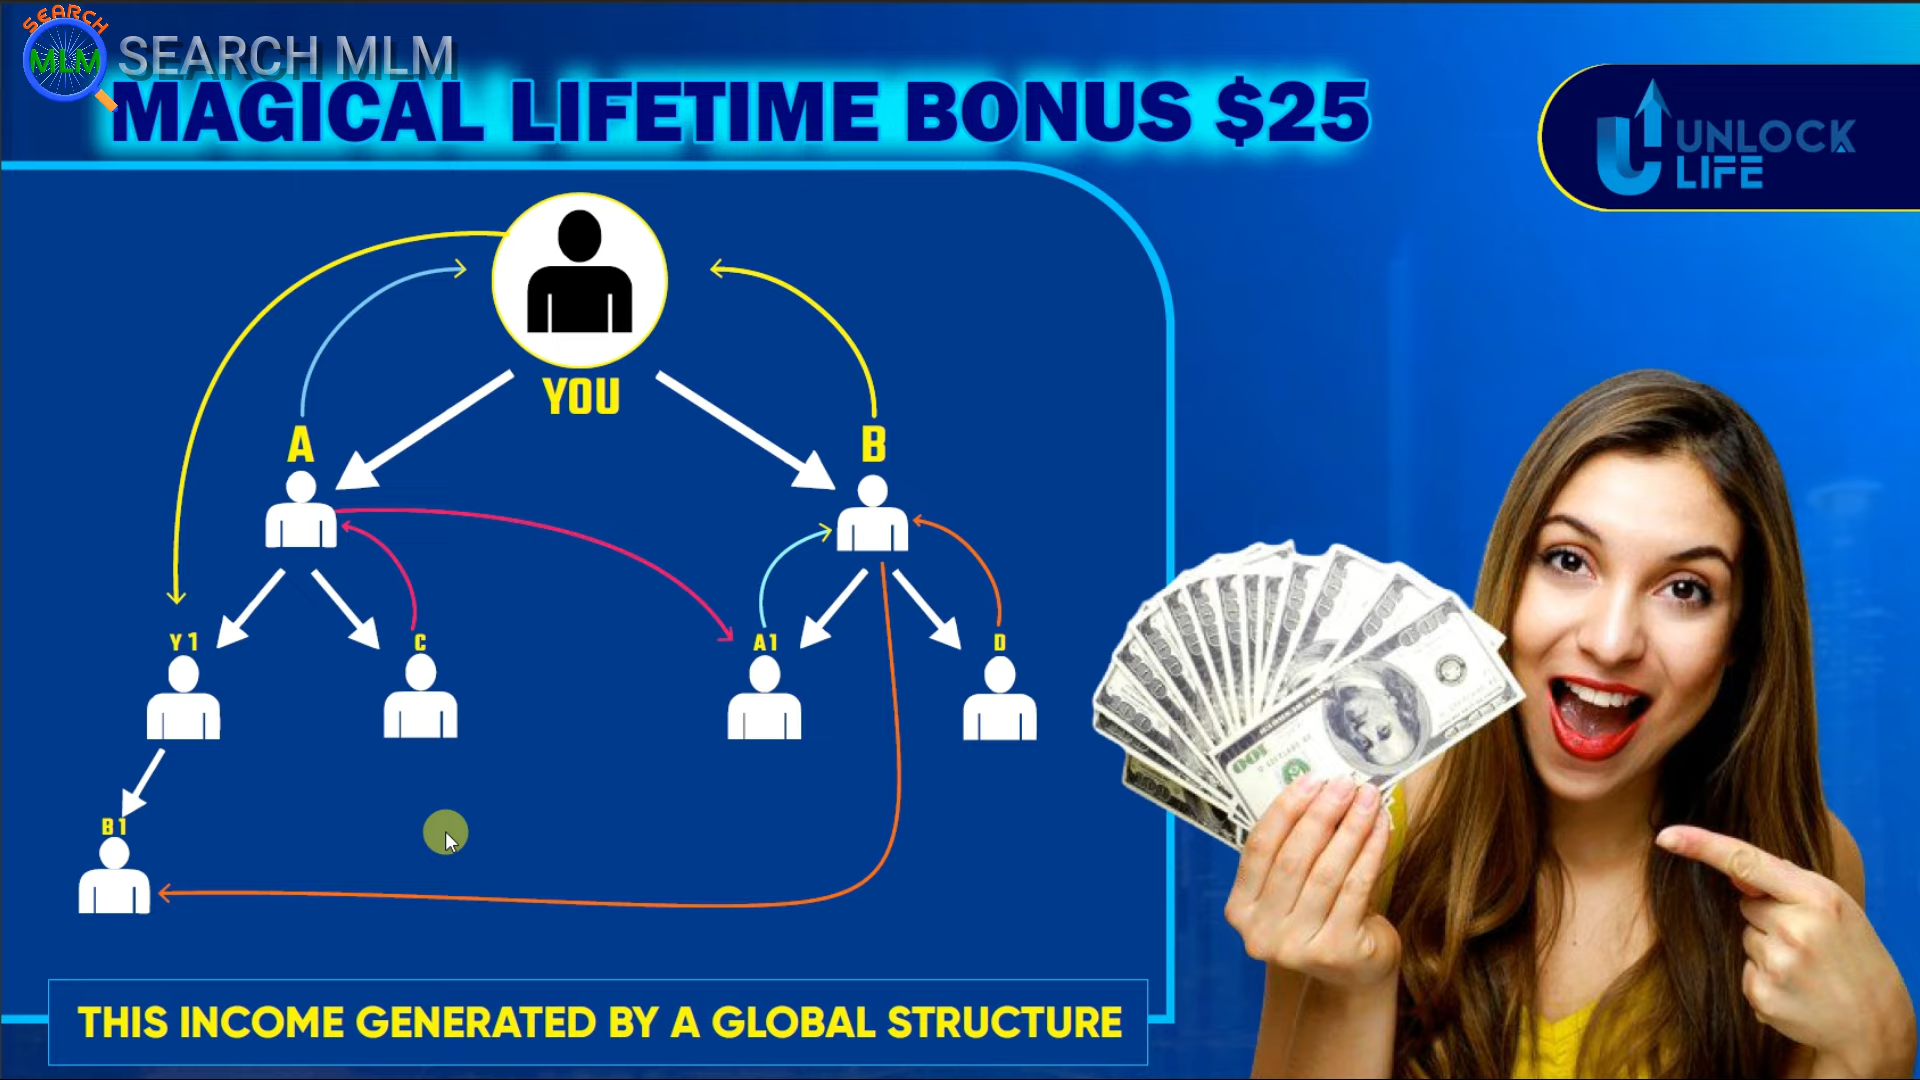 SEARCH
MLM
SEARCH MLM
MAGICAL LIFETIME BONUS $25
UNLOCK
LIFE
YOU
A
B
Y1
C
A1
D
B1
THIS INCOME GENERATED BY A GLOBAL STRUCTURE